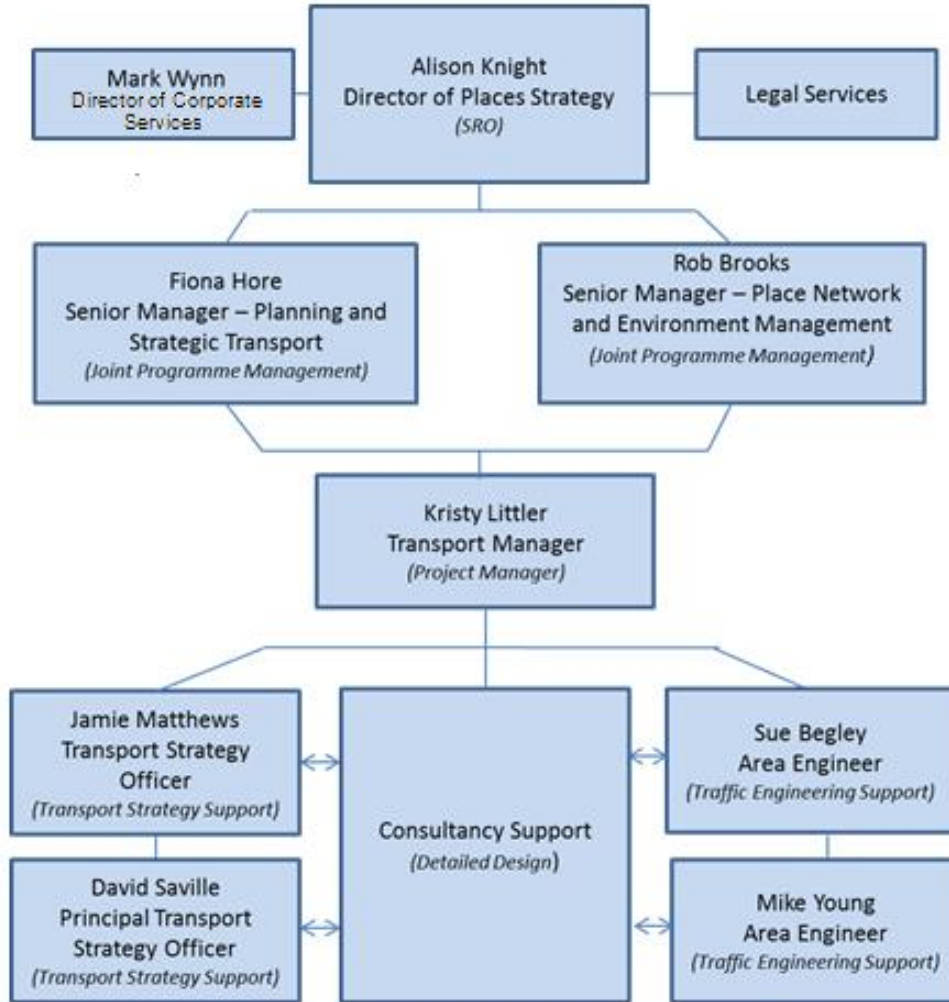 Mark Wynn
Director of Corporate
Services
Alison Knight
Director of Places Strategy
(SRO)
Legal Services
Fiona Hore
Senior Manager – Planning and
Strategic Transport
(Joint Programme Management)
Rob Brooks
Senior Manager – Place Network
and Environment Management
(Joint Programme Management)
Kristy Littler
Transport Manager
(Project Manager)
Jamie Matthews
Transport Strategy
Officer
(Transport Strategy Support)
Consultancy Support
(Detailed Design)
Sue Begley
Area Engineer
(Traffic Engineering Support)
David Saville
Principal Transport
Strategy Officer
(Transport Strategy Support)
Mike Young
Area Engineer
(Traffic Engineering Support)